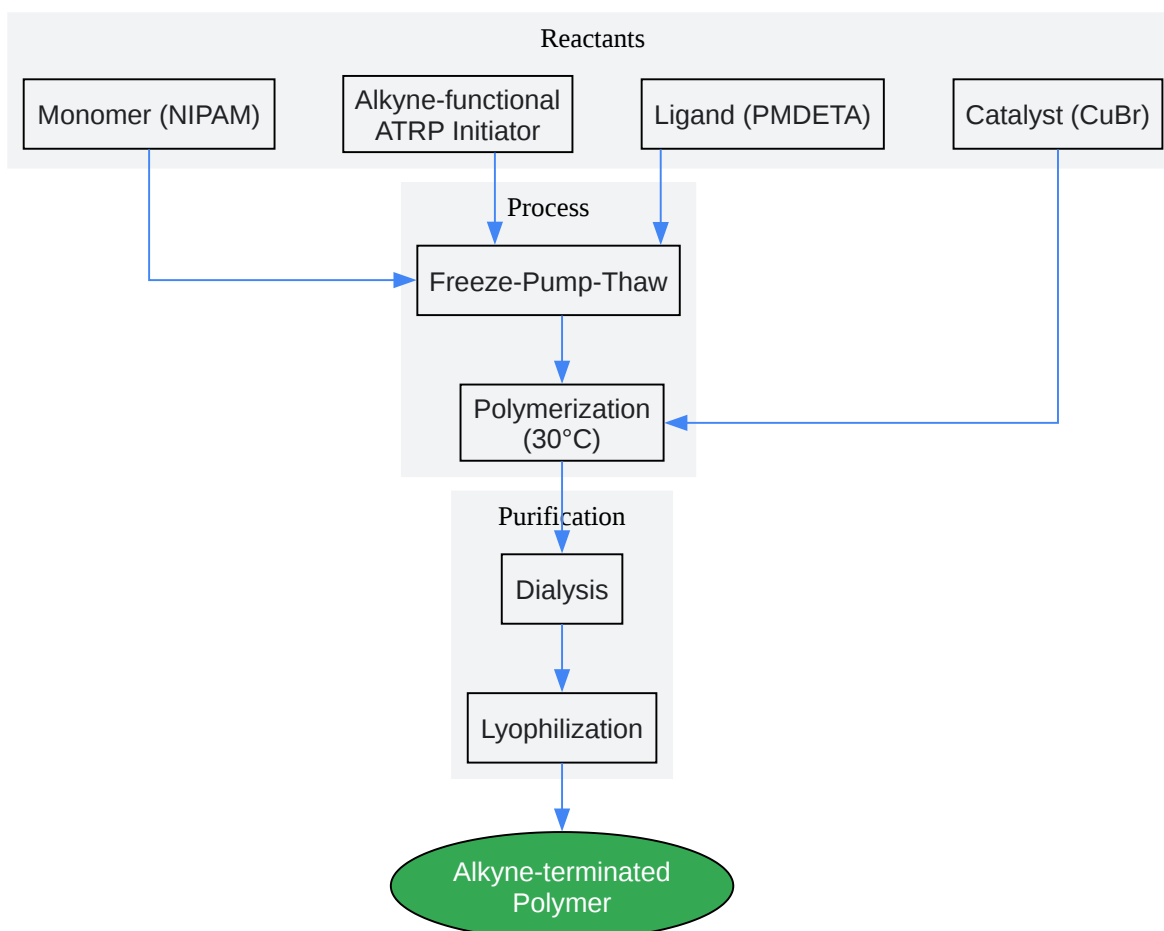 Reactants
Monomer (NIPAM)
Alkyne-functional
ATRP Initiator
Ligand (PMDETA)
Catalyst (CuBr)
Process
Freeze-Pump-Thaw
Polymerization
(30°C)
Purification
Dialysis
Lyophilization
Alkyne-terminated
Polymer